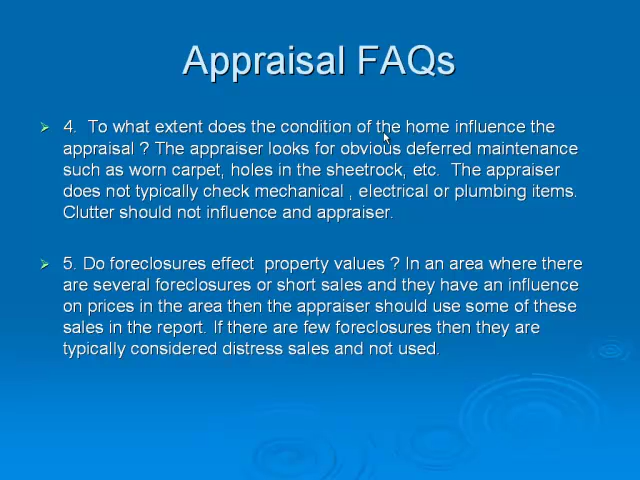 Appraisal FAQs
4. To what extent does the condition of the home influence the
appraisal ? The appraiser looks for obvious deferred maintenance
such as worn carpet, holes in the sheetrock, etc. The appraiser
does not typically check mechanical , electrical or plumbing items.
Clutter should not influence and appraiser.
5. Do foreclosures effect property values ? In an area where there
are several foreclosures or short sales and they have an influence
on prices in the area then the appraiser should use some of these
sales in the report. If there are few foreclosures then they are
typically considered distress sales and not used.